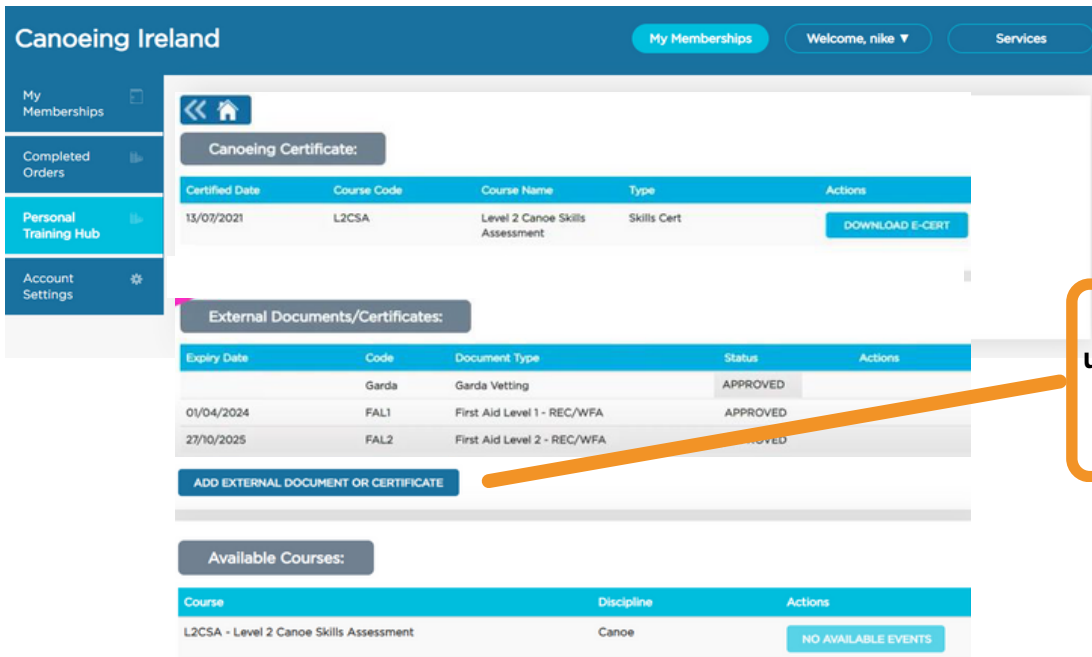 Canoeing Ireland
My Memberships
Welcome, nike ▼
Services
My
Memberships
Completed
Orders
Personal
Training Hub
Account
Settings
Canoeing Certificate:
Certified Date Course Code Course Name Type Actions
13/07/2021 L2CSA Level 2 Canoe Skills Skills Cert DOWNLOAD E-CERT
Assessment
External Documents/Certificates:
Expiry Date Code Document Type Status Actions
Garda Garda Vetting APPROVED
01/04/2024 FAL1 First Aid Level 1 - REC/WFA APPROVED
27/10/2025 FAL2 First Aid Level 2 - REC/WFA
ADD EXTERNAL DOCUMENT OR CERTIFICATE
Available Courses:
Course Discipline Actions
L2CSA - Level 2 Canoe Skills Assessment Canoe NO AVAILABLE EVENTS